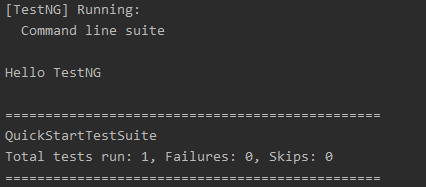 [TestNG] Running:
  Command line suite
Hello TestNG
===============================================
QuickStartTestSuite
Total tests run: 1, Failures: 0, Skips: 0
===============================================